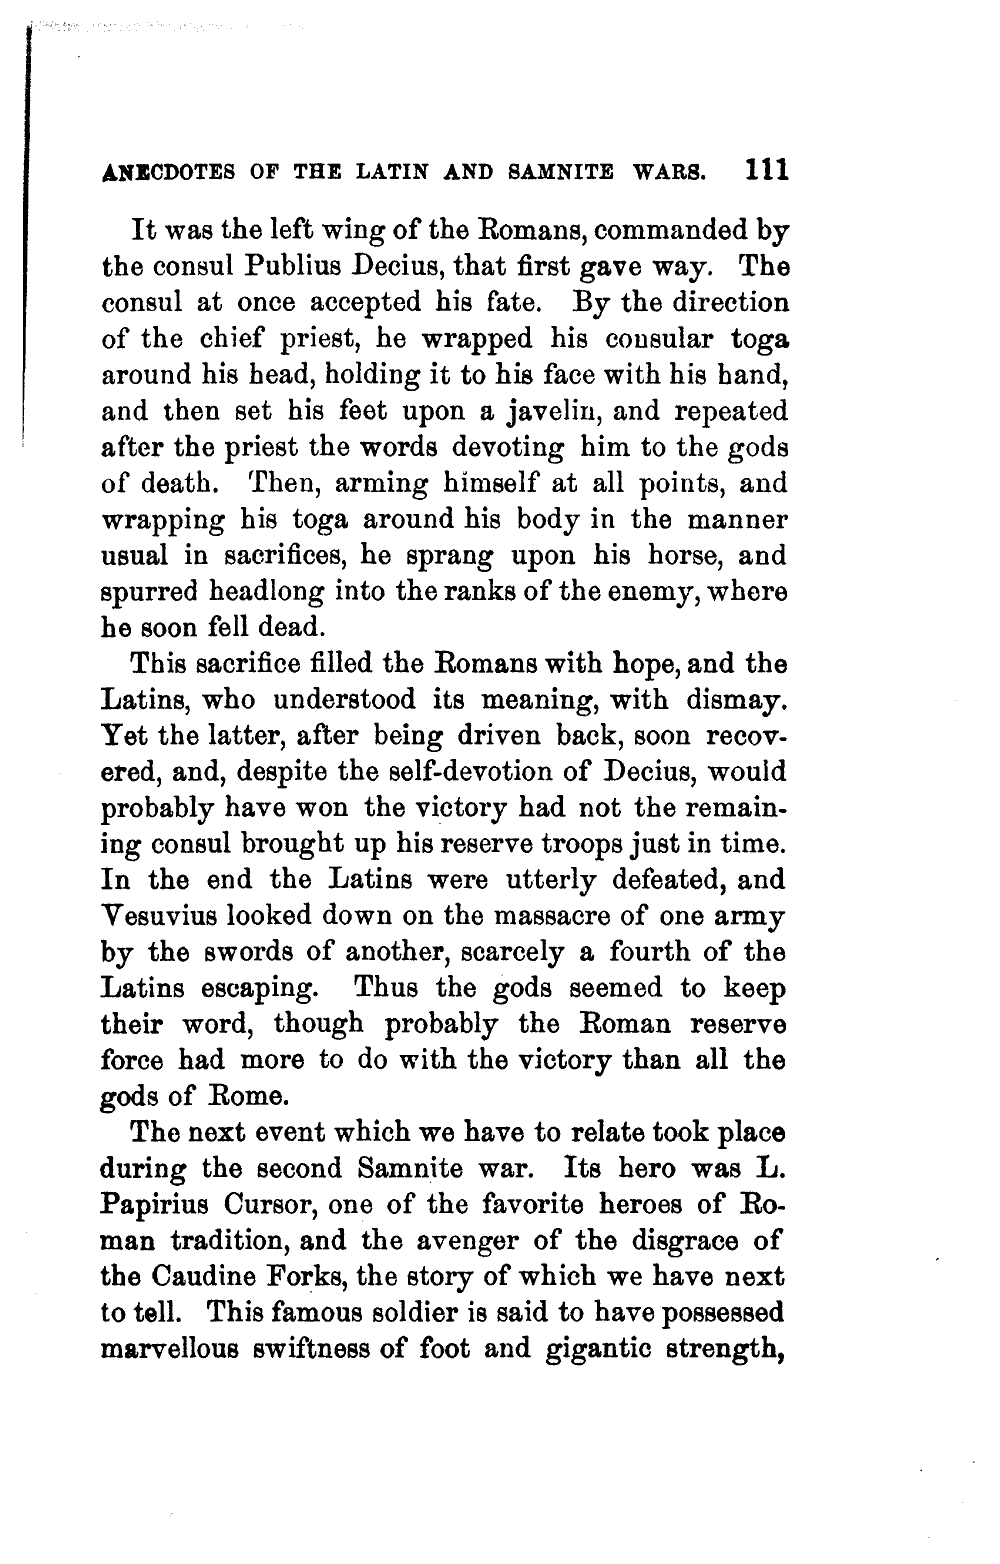 ANECDOTES OF THE LATIN AND SAMNITE WARS. 111
It was the left wing of the Romans, commanded by
the consul Publius Decius, that first gave way. The
consul at once accepted his fate. By the direction
of the chief priest, he wrapped his consular toga
around his head, holding it to his face with his hand,
and then set his feet upon a javelin, and repeated
after the priest the words devoting him to the gods
of death. Then, arming himself at all points, and
wrapping his toga around his body in the manner
usual in sacrifices, he sprang upon his horse, and
spurred headlong into the ranks of the enemy, where
he soon fell dead.
This sacrifice filled the Romans with hope, and the
Latins, who understood its meaning, with dismay.
Yet the latter, after being driven back, soon recov-
ered, and, despite the self-devotion of Decius, would
probably have won the victory had not the remain-
ing consul brought up his reserve troops just in time.
In the end the Latins were utterly defeated, and
Vesuvius looked down on the massacre of one army
by the swords of another, scarcely a fourth of the
Latins escaping. Thus the gods seemed to keep
their word, though probably the Roman reserve
force had more to do with the victory than all the
gods of Rome.
The next event which we have to relate took place
during the second Samnite war. Its hero was L.
Papirius Cursor, one of the favorite heroes of Ro-
man tradition, and the avenger of the disgrace of
the Caudine Forks, the story of which we have next
to tell. This famous soldier is said to have possessed
marvellous swiftness of foot and gigantic strength,